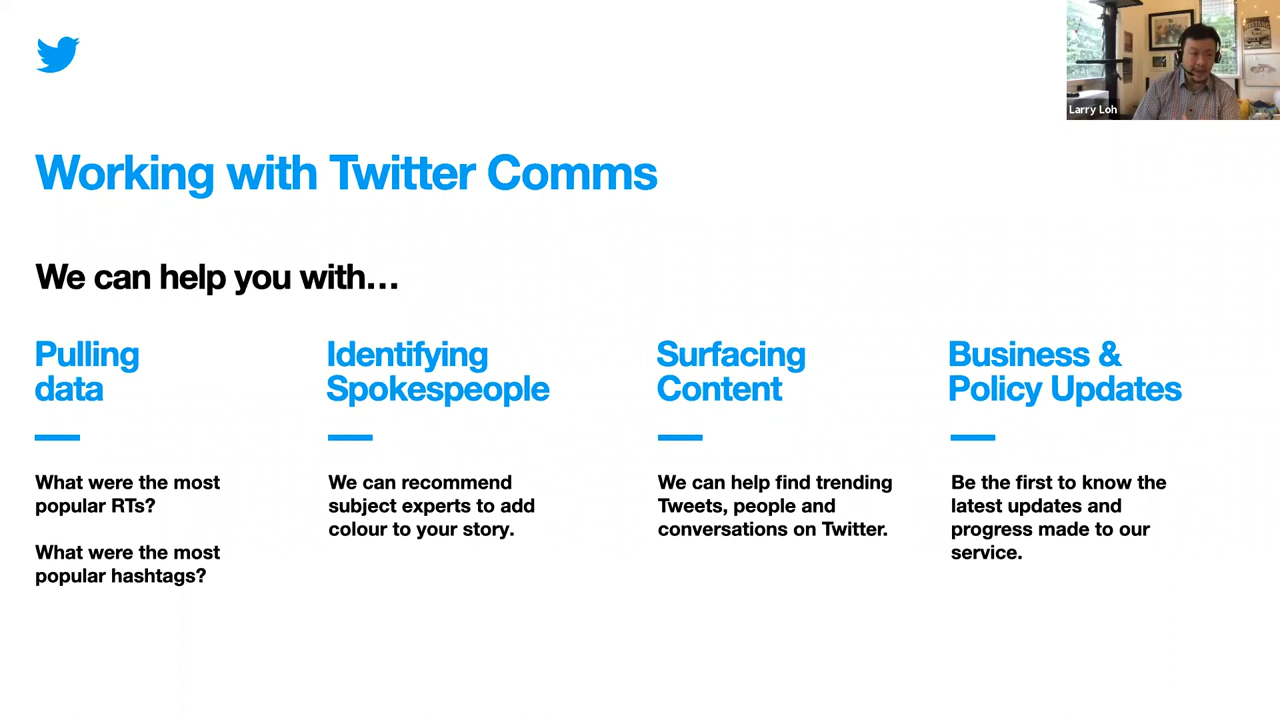 Larry Loh
Working with Twitter Comms
We can help you with…
Pulling
data
What were the most
popular RTs?
What were the most
popular hashtags?
Identifying
Spokespeople
We can recommend
subject experts to add
colour to your story.
Surfacing
Content
We can help find trending
Tweets, people and
conversations on Twitter.
Business &
Policy Updates
Be the first to know the
latest updates and
progress made to our
service.